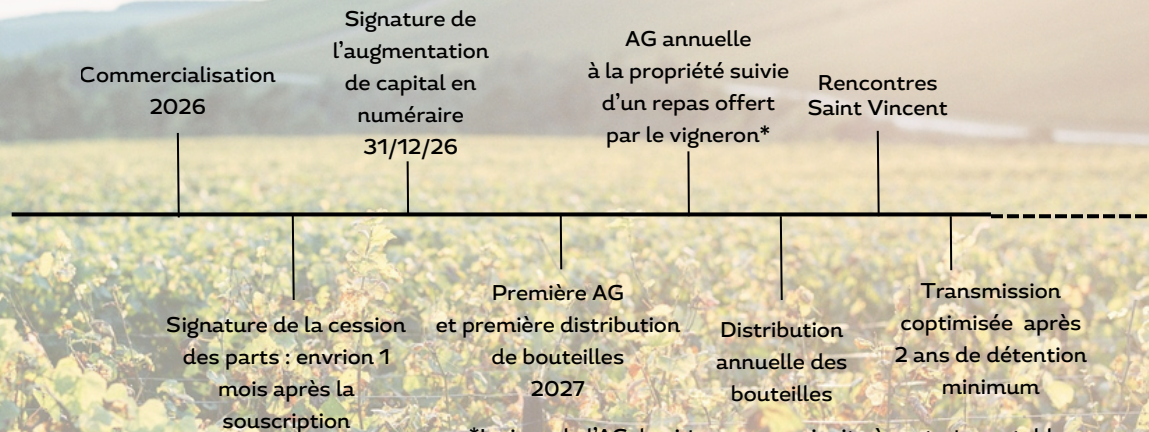 Commercialisation
2026
Signature de
l'augmentation
de capital en
numéraire
31/12/26
AG annuelle
à la propriété suivie
d'un repas offert
par le vigneron*
Rencontres
Saint Vincent
Signature de la cession
des parts : envrion 1
mois après la
souscription
Première AG
et première distribution
de bouteilles
2027
Distribution
annuelle des
bouteilles
Transmission
coptimisée après
2 ans de détention
minimum